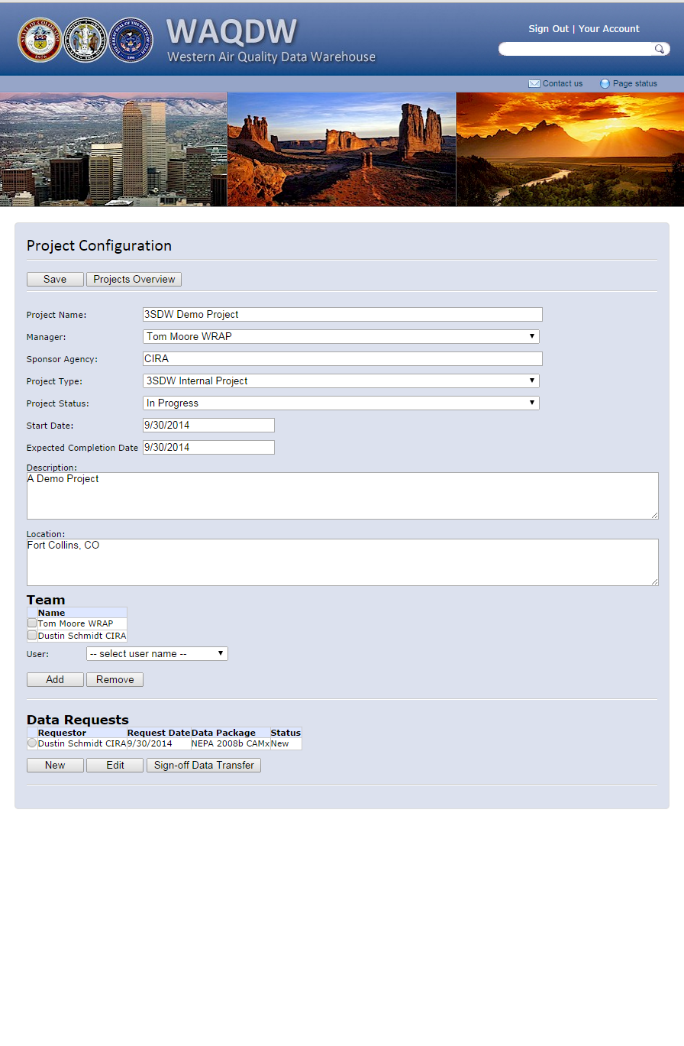 WAQDW
Western Air Quality Data Warehouse
Sign Out | Your Account
Contact us Page status
Project Configuration
Save Projects Overview
Project Name: 3SDW Demo Project
Manager: Tom Moore WRAP
Sponsor Agency: CIRA
Project Type: 3SDW Internal Project
Project Status: In Progress
Start Date: 9/30/2014
Expected Completion Date 9/30/2014
Description:
A Demo Project
Location:
Fort Collins, CO
Team
Name
Tom Moore WRAP
Dustin Schmidt CIRA
User: -- select user name --
Add Remove
Data Requests
Requestor Request Date Data Package Status
Dustin Schmidt CIRA 9/30/2014 NEPA 2008b CAMx New
New Edit Sign-off Data Transfer